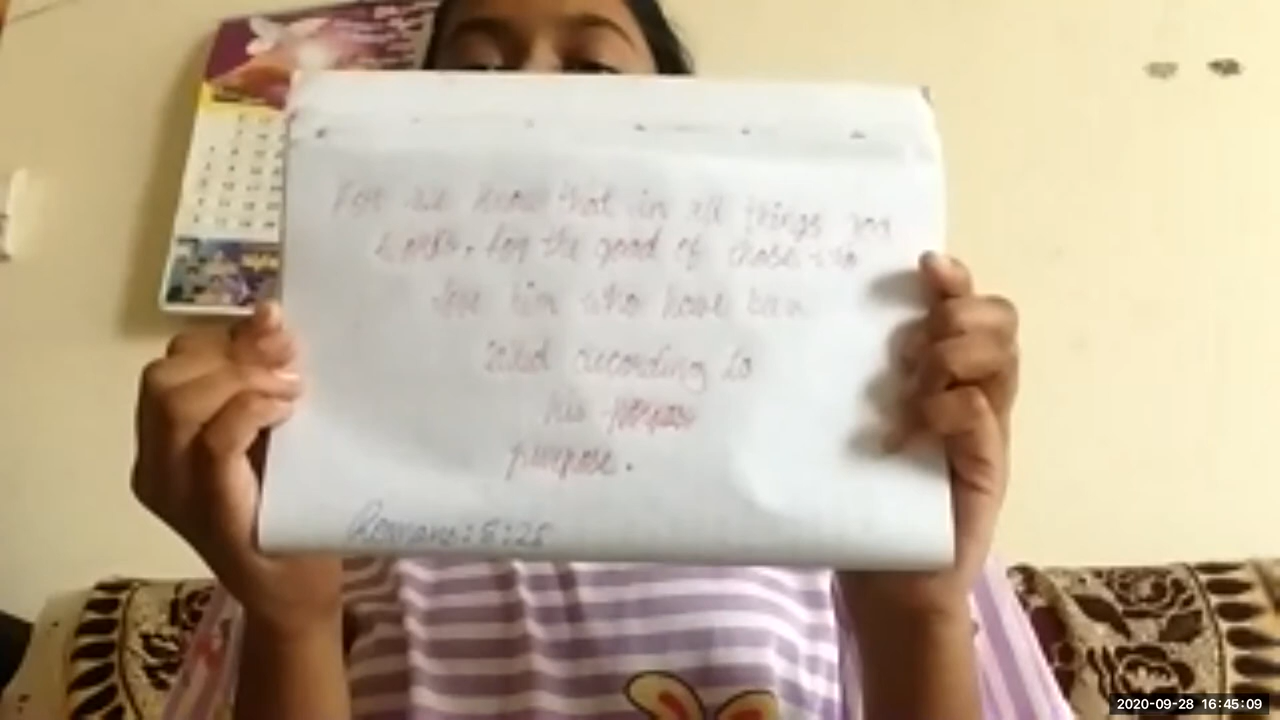 For we know that in all things god
works. for the good of those who
love him who have been
called according to
his
purpose.
Romans: 8:28
2020-09-28 16:45:09